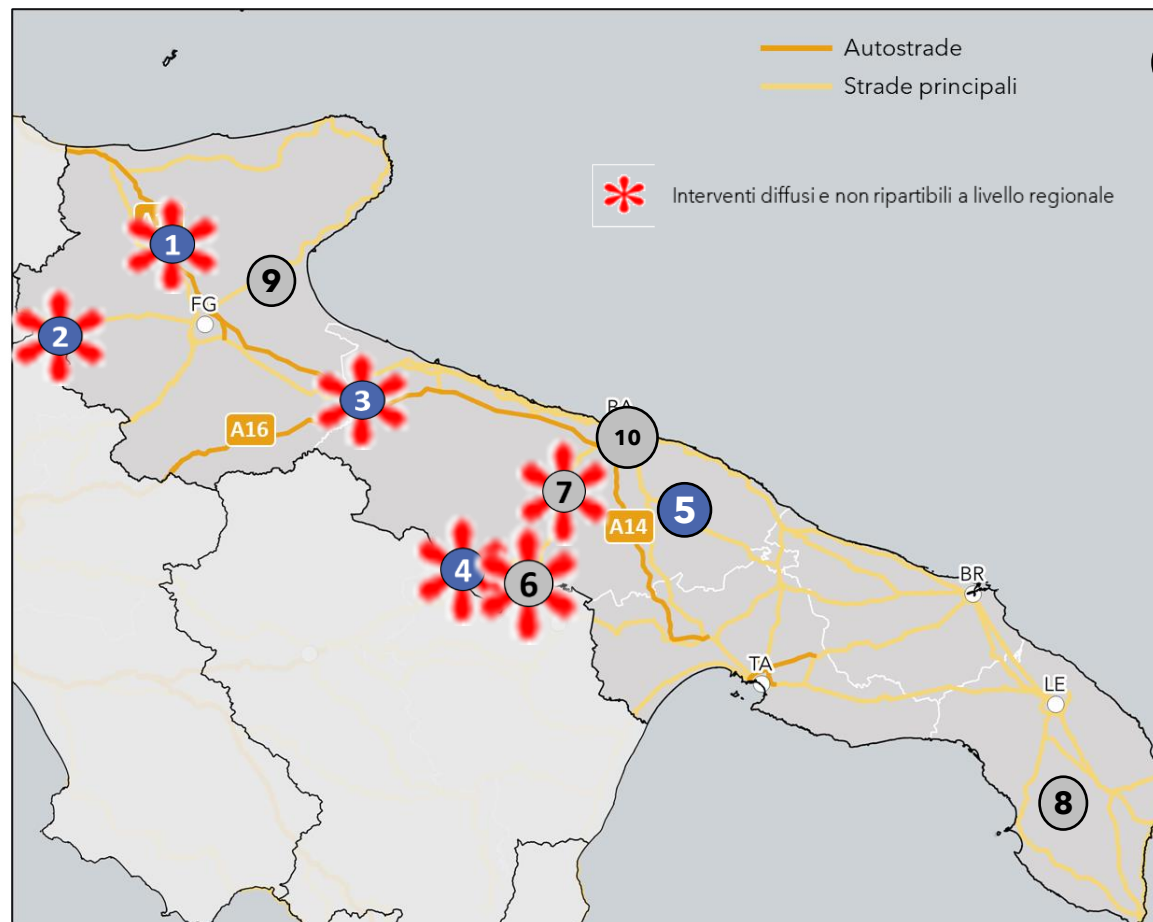 Autostrade
Strade principali
Interventi diffusi e non ripartibili a livello regionale
1
9
FG
2
3
A16
10
7
5
A14
4
6
BR
TA
LE
8